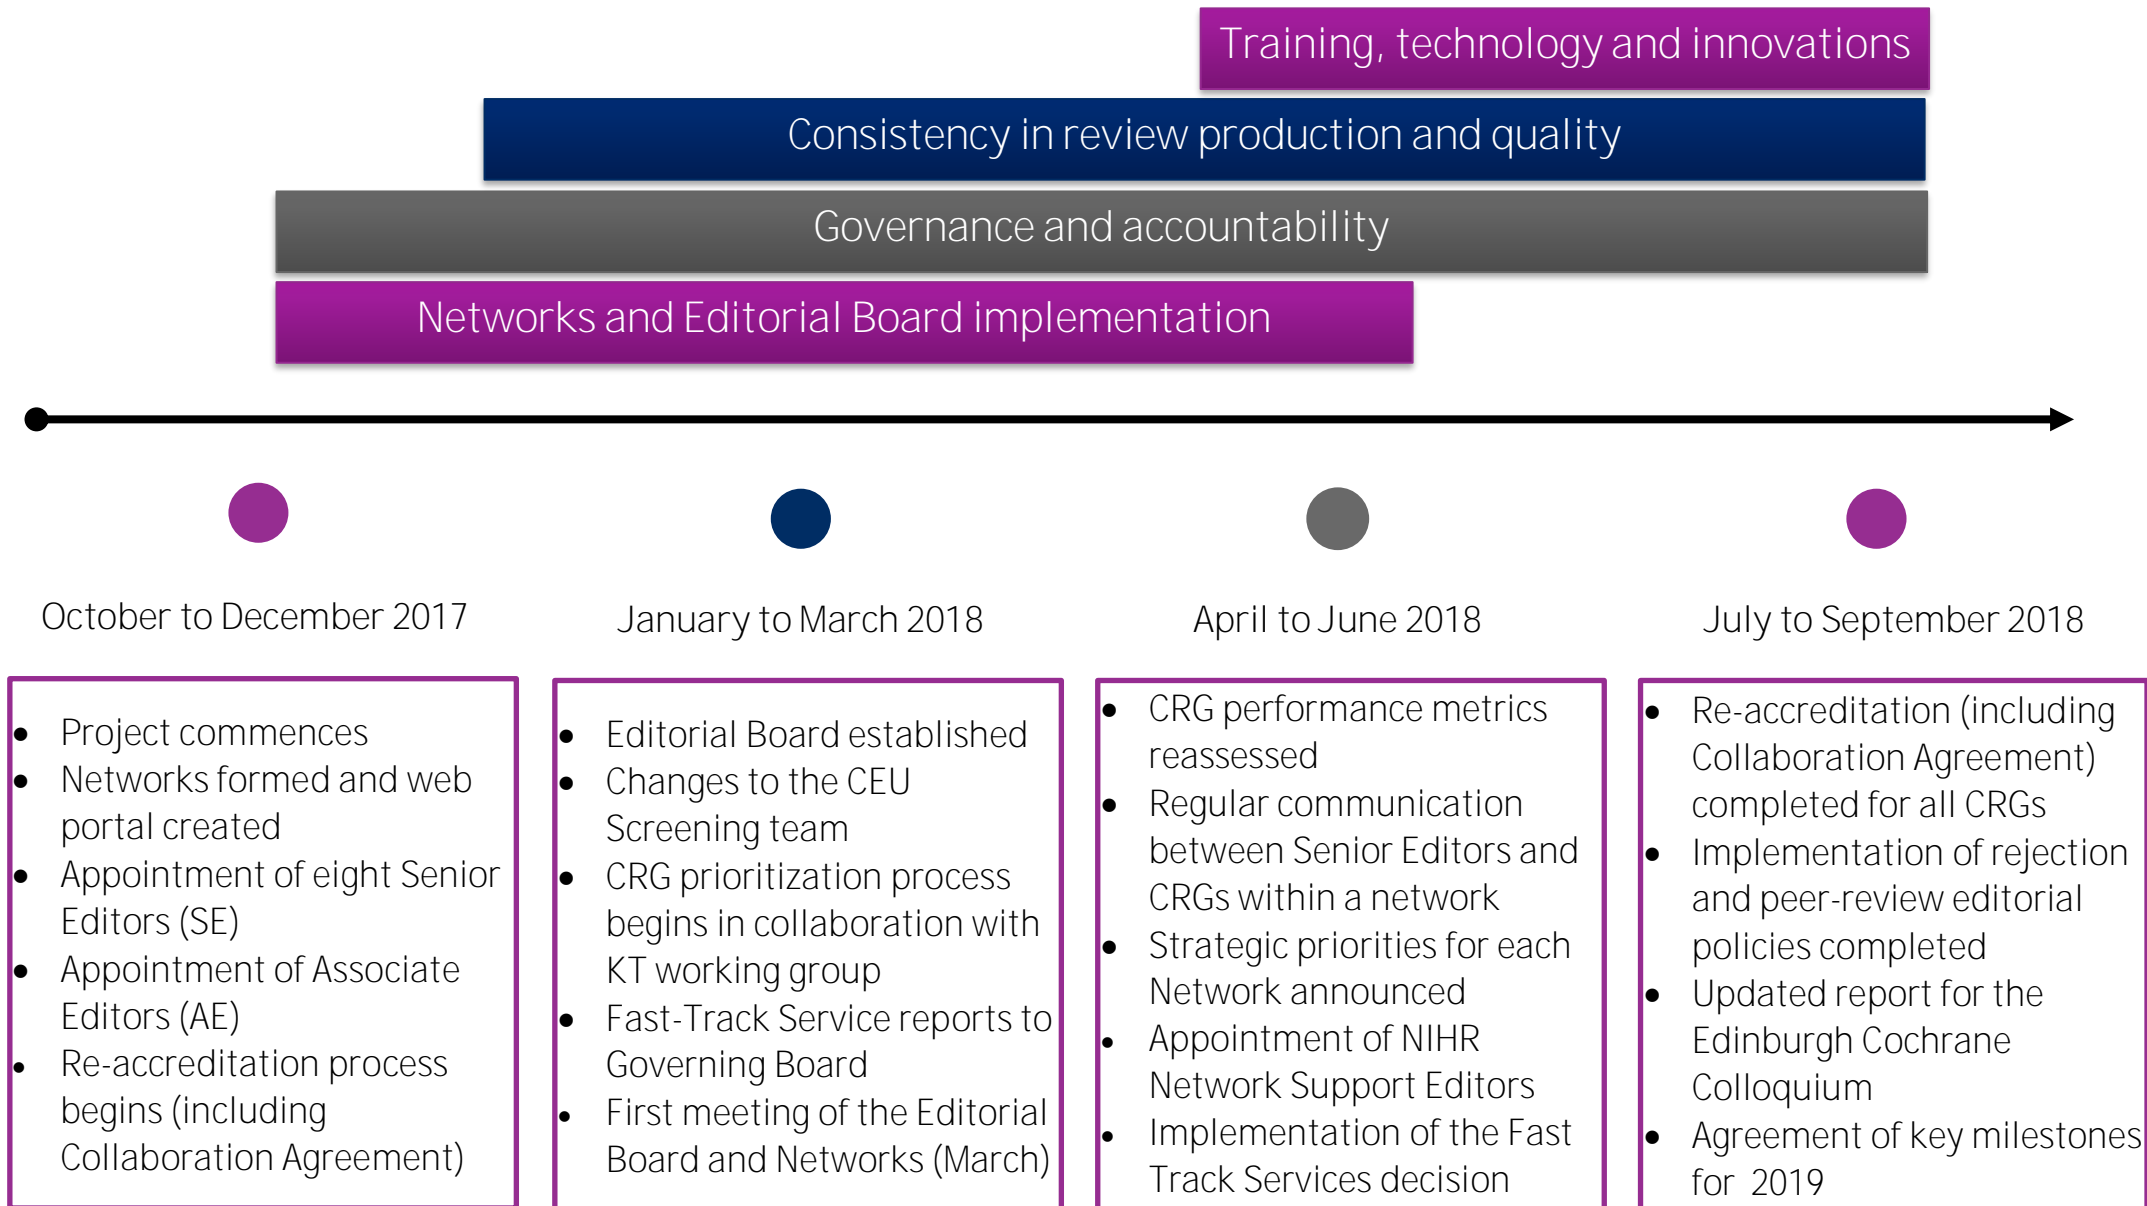 Training, technology and innovations
Consistency in review production and quality
Governance and accountability
Networks and Editorial Board implementation
October to December 2017
• Project commences
• Networks formed and web
portal created
• Appointment of eight Senior
Editors (SE)
• Appointment of Associate
Editors (AE)
• Re-accreditation process
begins (including
Collaboration Agreement)
January to March 2018
• Editorial Board established
• Changes to the CEU
Screening team
• CRG prioritization process
begins in collaboration with
KT working group
• Fast-Track Service reports to
Governing Board
• First meeting of the Editorial
Board and Networks (March)
April to June 2018
• CRG performance metrics
reassessed
• Regular communication
between Senior Editors and
CRGs within a network
• Strategic priorities for each
Network announced
• Appointment of NIHR
Network Support Editors
• Implementation of the Fast
Track Services decision
July to September 2018
• Re-accreditation (including
Collaboration Agreement)
completed for all CRGs
• Implementation of rejection
and peer-review editorial
policies completed
• Updated report for the
Edinburgh Cochrane
Colloquium
• Agreement of key milestones
for 2019